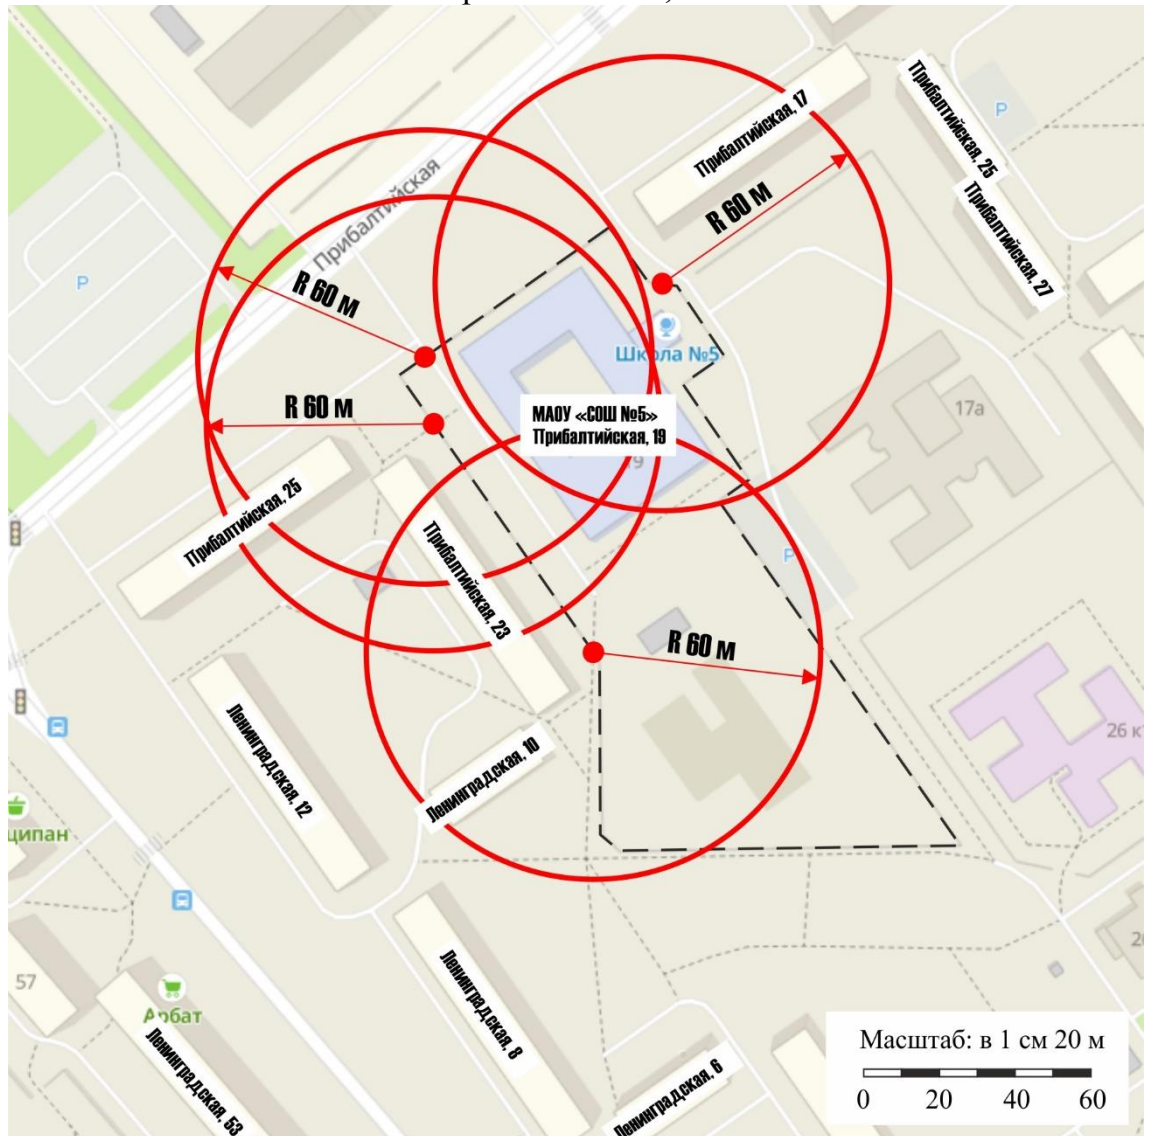 Прибалтийская, 17
Прибалтийская, 25
P
Прибалтийская
R 60 м
Прибалтийская, 27
P
R 60 м
Школа №5
R 60 м
МАОУ «СОШ №5»
Прибалтийская, 19
17а
19
Прибалтийская, 25
Прибалтийская, 23
P
R 60 м
Ленинградская, 12
Ленинградская, 10
26 к
ципан
57
Арбат
Ленинградская, 8
Ленинградская, 53
Ленинградская, 6
Масштаб: в 1 см 20 м
0 20 40 60